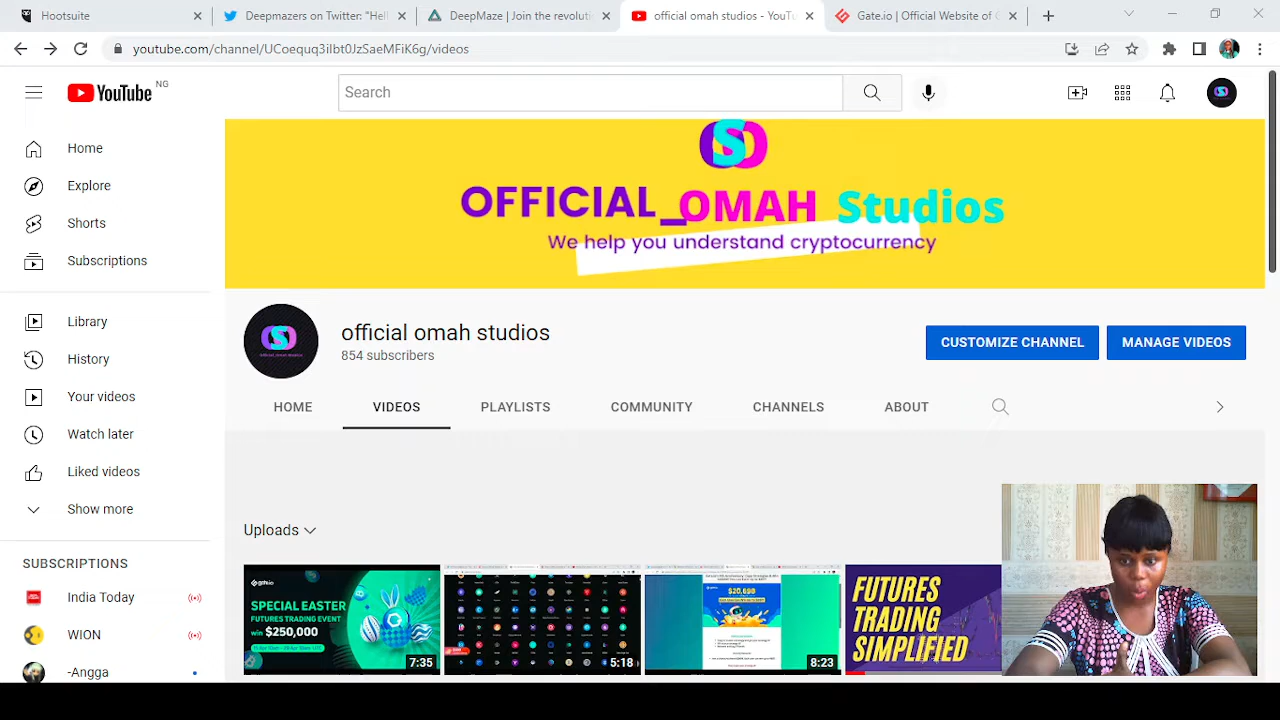 Hootsuite
Deepmazers on Twitter: "Hell
DeepMaze | Join the revoluti
official omah studios - YouTu
Gate.io | Official Website of G
youtube.com/channel/UCoequq3iIbt0JzSaeMFiK6g/videos
YouTube NG
Search
Home
Explore
Shorts
Subscriptions
Library
History
Your videos
Watch later
Liked videos
Show more
SUBSCRIPTIONS
India Today
WION
OFFICIAL_OMAH Studios
We help you understand cryptocurrency
official omah studios
854 subscribers
CUSTOMIZE CHANNEL
MANAGE VIDEOS
HOME
VIDEOS
PLAYLISTS
COMMUNITY
CHANNELS
ABOUT
Uploads
gate.io
SPECIAL EASTER
FUTURES TRADING EVENT
win $250,000
7:35
5:18
$20,600
8:23
FUTURES
TRADING
SIMPLIFIED